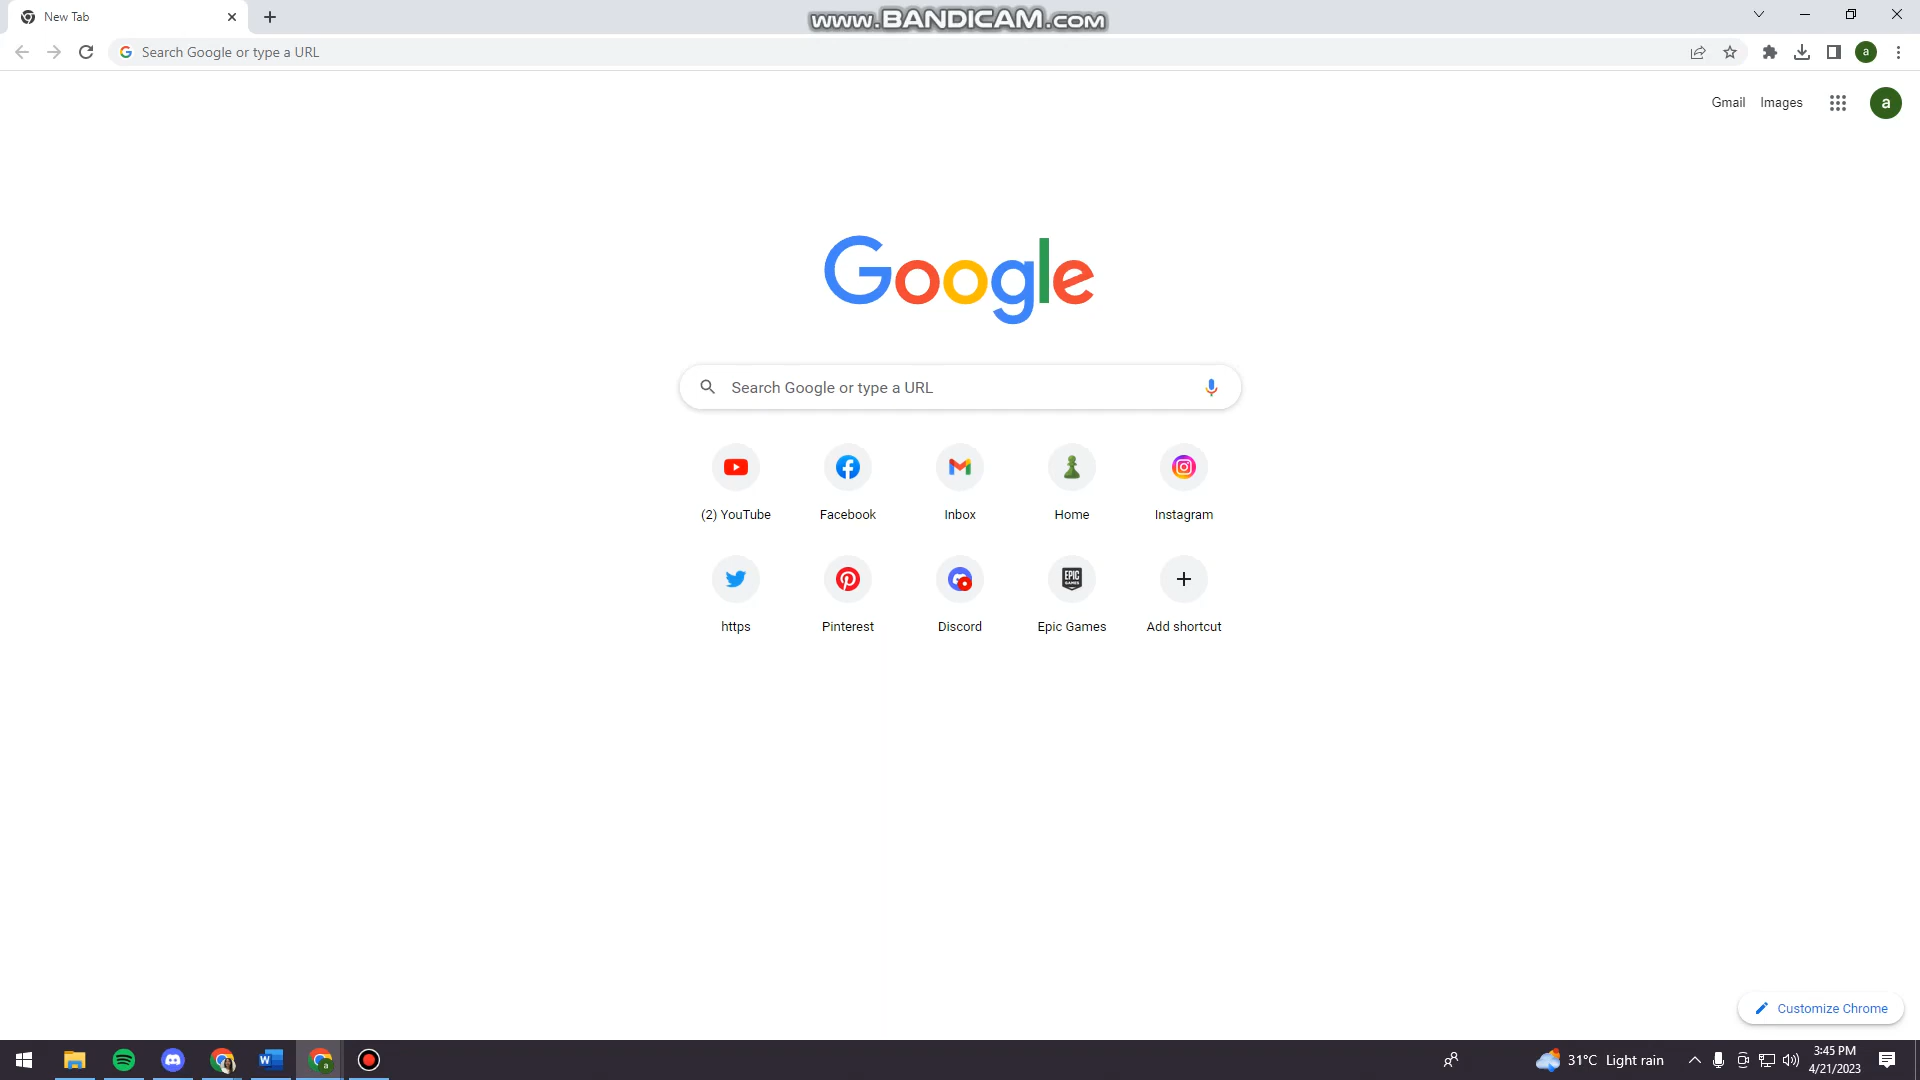 New Tab
www.BANDICAM.com
Search Google or type a URL
a
Gmail Images
a
Google
Search Google or type a URL
(2) YouTube Facebook Inbox Home Instagram
EPIC GAMES
https Pinterest Discord Epic Games Add shortcut
Customize Chrome
W a 31°C Light rain 3:45 PM
4/21/2023